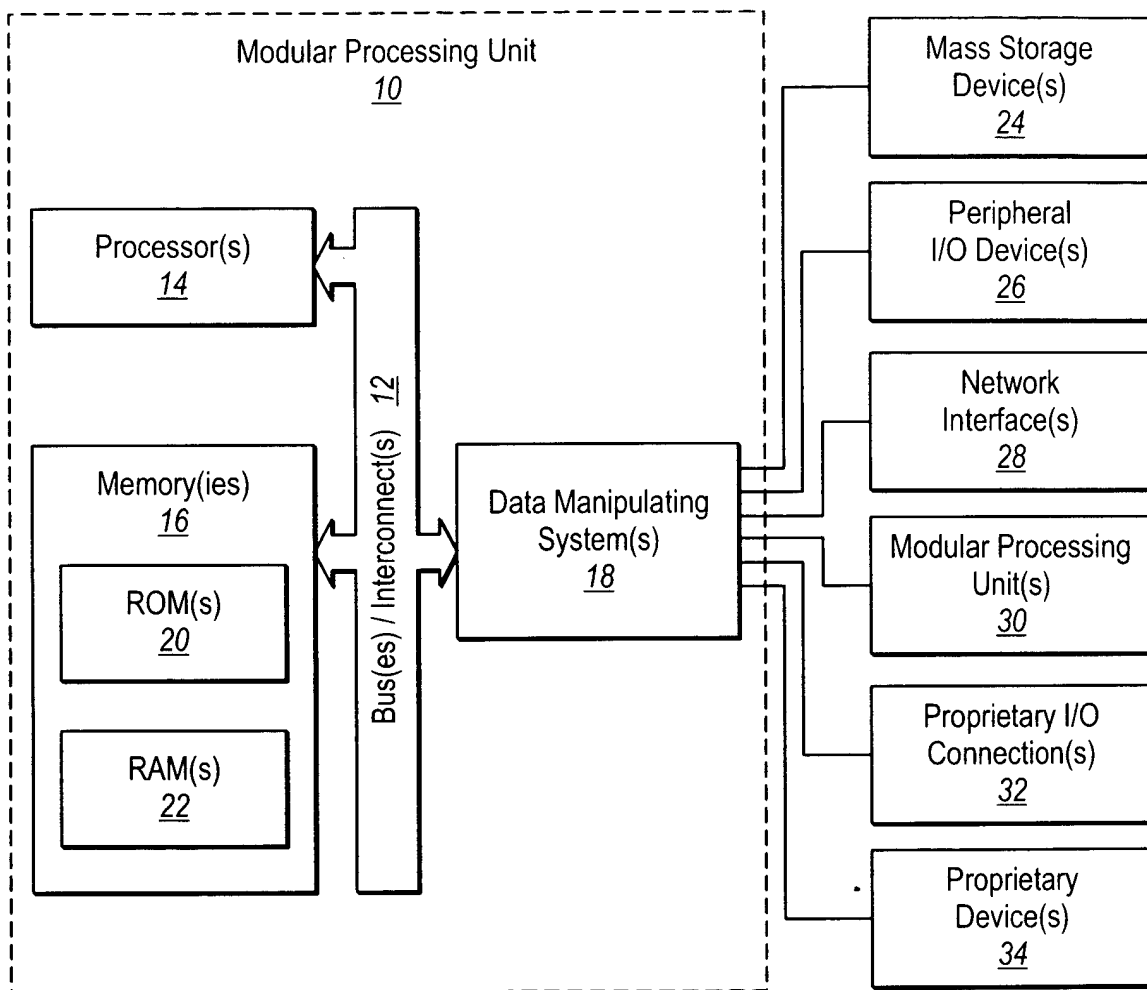 Modular Processing Unit
10
Processor(s)
14
Memory(ies)
16
ROM(s)
20
RAM(s)
22
Bus(es) / Interconnect(s) 12
Data Manipulating
System(s)
18
Mass Storage
Device(s)
24
Peripheral
I/O Device(s)
26
Network
Interface(s)
28
Modular Processing
Unit(s)
30
Proprietary I/O
Connection(s)
32
Proprietary
Device(s)
34